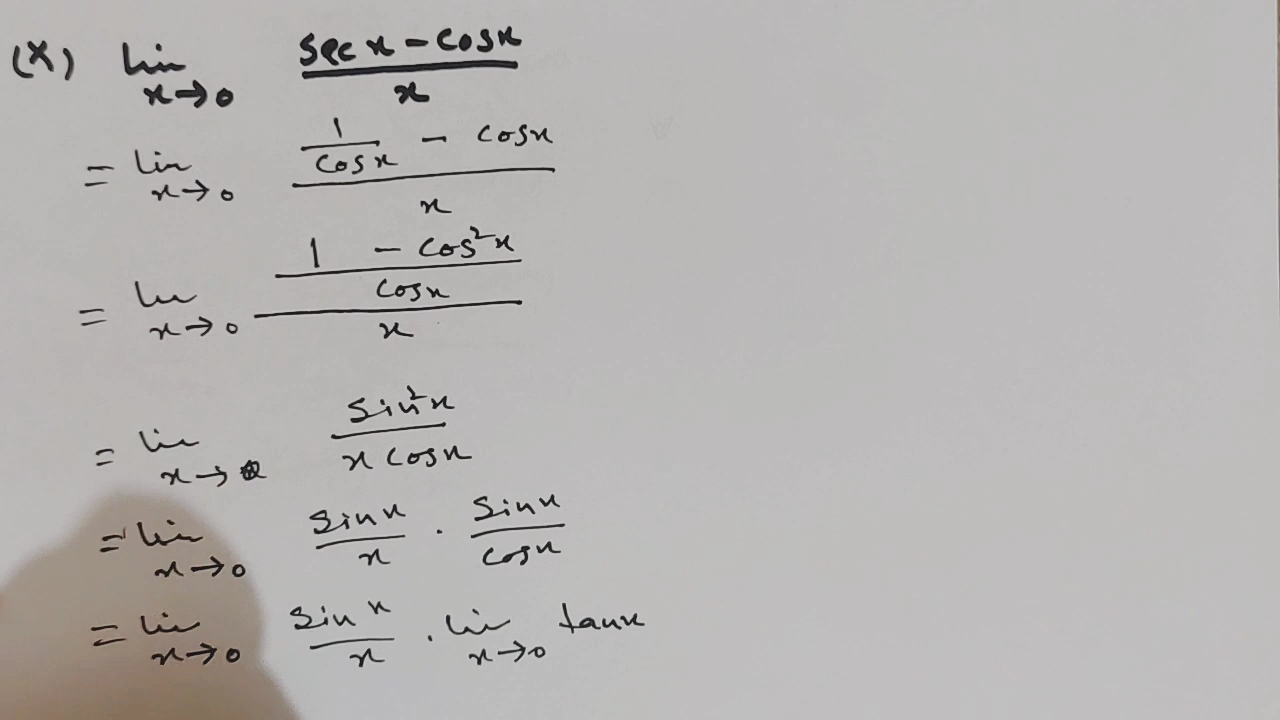 (x) lim x→0 (sec x - cos x)/x
= lim x→0 (1/cos x - cos x)/x
= lim x→0 ((1 - cos²x)/cos x)/x
= lim x→0 sin²x/(x cos x)
= lim x→0 sin x/x · sin x/cos x
= lim x→0 sin x/x · lim x→0 tan x